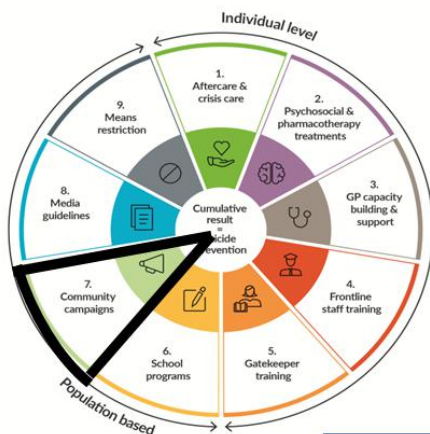 Individual level
1.
Aftercare &
crisis care
2.
Psychosocial &
pharmacotherapy
treatments
3.
GP capacity
building &
support
4.
Frontline
staff training
5.
Gatekeeper
training
6.
School
programs
7.
Community
campaigns
8.
Media
guidelines
9.
Means
restriction
Cumulative
result
=
icide
prevention
Population based